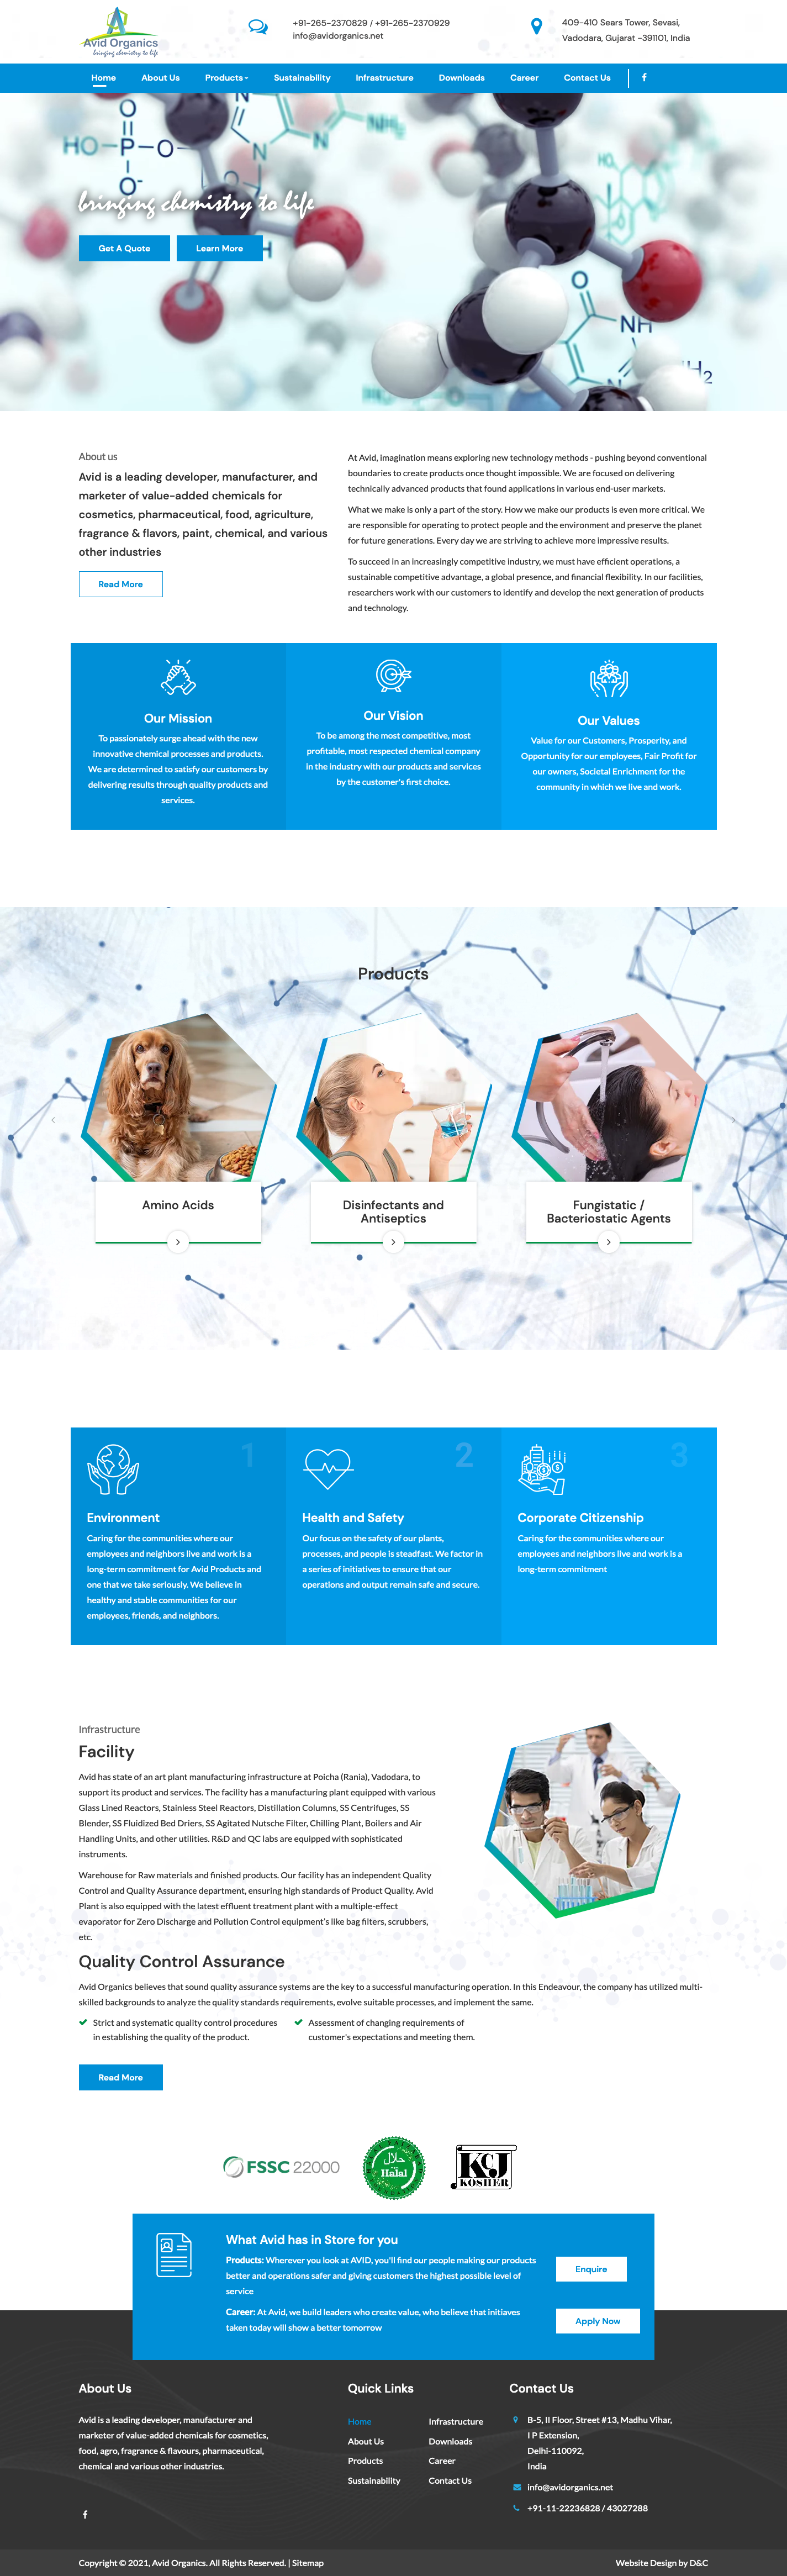 Avid Organics
bringing chemistry to life
+91-265-2370829 / +91-265-2370929
info@avidorganics.net
409-410 Sears Tower, Sevasi,
Vadodara, Gujarat -391101, India
Home About Us Products Sustainability Infrastructure Downloads Career Contact Us
bringing chemistry to life
Get A Quote Learn More
About us
Avid is a leading developer, manufacturer, and
marketer of value-added chemicals for
cosmetics, pharmaceutical, food, agriculture,
fragrance & flavors, paint, chemical, and various
other industries
Read More
At Avid, imagination means exploring new technology methods - pushing beyond conventional
boundaries to create products once thought impossible. We are focused on delivering
technically advanced products that found applications in various end-user markets.
What we make is only a part of the story. How we make our products is even more critical. We
are responsible for operating to protect people and the environment and preserve the planet
for future generations. Every day we are striving to achieve more impressive results.
To succeed in an increasingly competitive industry, we must have efficient operations, a
sustainable competitive advantage, a global presence, and financial flexibility. In our facilities,
researchers work with our customers to identify and develop the next generation of products
and technology.
Our Mission
To passionately surge ahead with the new
innovative chemical processes and products.
We are determined to satisfy our customers by
delivering results through quality products and
services.
Our Vision
To be among the most competitive, most
profitable, most respected chemical company
in the industry with our products and services
by the customer's first choice.
Our Values
Value for our Customers, Prosperity, and
Opportunity for our employees, Fair Profit for
our owners, Societal Enrichment for the
community in which we live and work.
Products
Amino Acids
Disinfectants and
Antiseptics
Fungistatic /
Bacteriostatic Agents
1
Environment
Caring for the communities where our
employees and neighbors live and work is a
long-term commitment for Avid Products and
one that we take seriously. We believe in
healthy and stable communities for our
employees, friends, and neighbors.
2
Health and Safety
Our focus on the safety of our plants,
processes, and people is steadfast. We factor in
a series of initiatives to ensure that our
operations and output remain safe and secure.
3
Corporate Citizenship
Caring for the communities where our
employees and neighbors live and work is a
long-term commitment
Infrastructure
Facility
Avid has state of an art plant manufacturing infrastructure at Poicha (Rania), Vadodara, to
support its product and services. The facility has a manufacturing plant equipped with various
Glass Lined Reactors, Stainless Steel Reactors, Distillation Columns, SS Centrifuges, SS
Blender, SS Fluidized Bed Driers, SS Agitated Nutsche Filter, Chilling Plant, Boilers and Air
Handling Units, and other utilities. R&D and QC labs are equipped with sophisticated
instruments.
Warehouse for Raw materials and finished products. Our facility has an independent Quality
Control and Quality Assurance department, ensuring high standards of Product Quality. Avid
Plant is also equipped with the latest effluent treatment plant with a multiple-effect
evaporator for Zero Discharge and Pollution Control equipment's like bag filters, scrubbers,
etc.
Quality Control Assurance
Avid Organics believes that sound quality assurance systems are the key to a successful manufacturing operation. In this Endeavour, the company has utilized multi-
skilled backgrounds to analyze the quality standards requirements, evolve suitable processes, and implement the same.
Strict and systematic quality control procedures
in establishing the quality of the product.
Assessment of changing requirements of
customer's expectations and meeting them.
Read More
FSSC 22000
حلال
Halal
KCJ
KOSHER
What Avid has in Store for you
Products: Wherever you look at AVID, you'll find our people making our products
better and operations safer and giving customers the highest possible level of
service
Enquire
Career: At Avid, we build leaders who create value, who believe that initiaves
taken today will show a better tomorrow
Apply Now
About Us
Avid is a leading developer, manufacturer and
marketer of value-added chemicals for cosmetics,
food, agro, fragrance & flavours, pharmaceutical,
chemical and various other industries.
Quick Links
Home
About Us
Products
Sustainability
Infrastructure
Downloads
Career
Contact Us
Contact Us
B-5, II Floor, Street #13, Madhu Vihar,
I P Extension,
Delhi-110092,
India
info@avidorganics.net
+91-11-22236828 / 43027288
Copyright © 2021, Avid Organics. All Rights Reserved. | Sitemap
Website Design by D&C